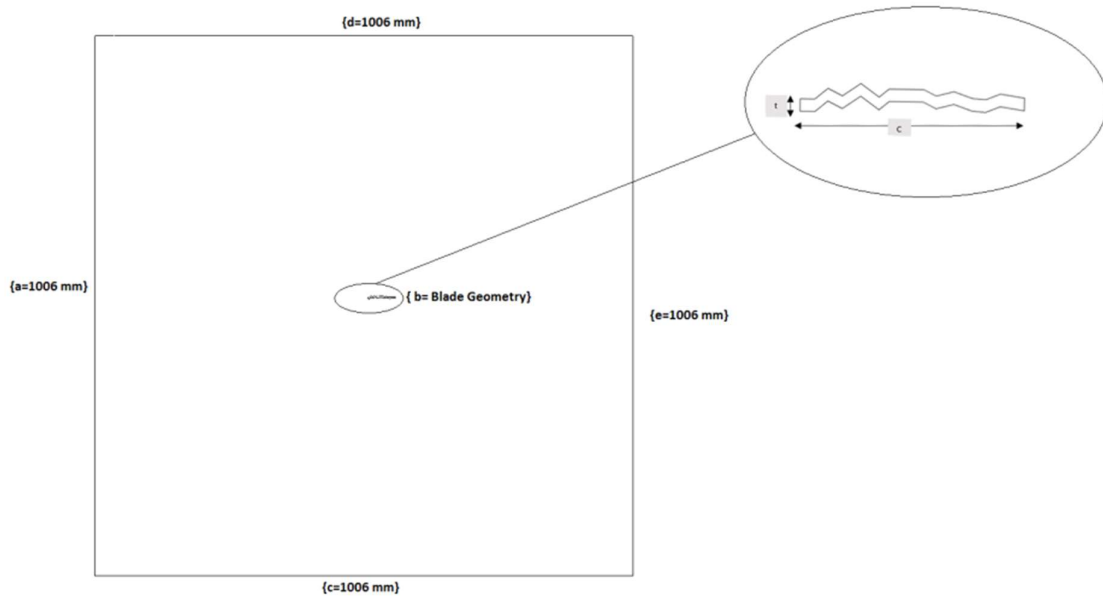 {d=1006 mm}
t
C
{a=1006 mm}
{ b= Blade Geometry}
{e=1006 mm}
{c=1006 mm}